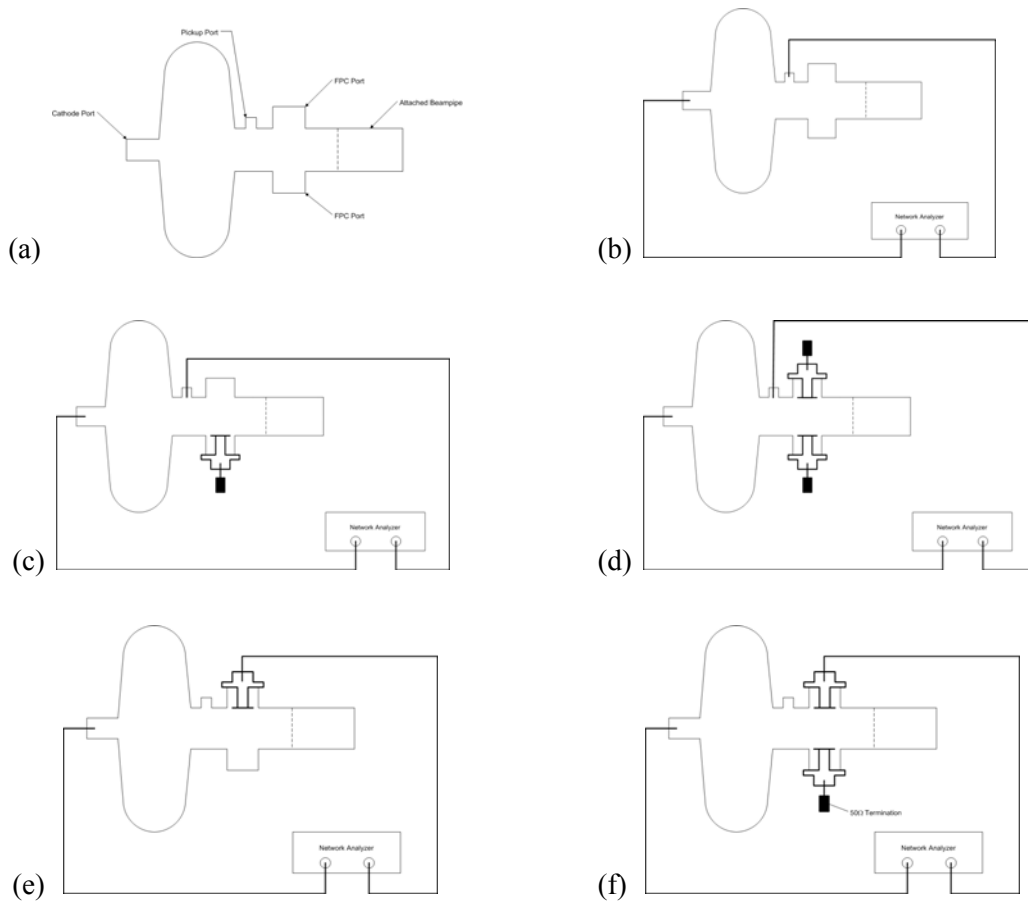 Pickup Port
FPC Port
Attached Beampipe
Cathode Port
FPC Port
(a)
Network Analyzer
(b)
Network Analyzer
(c)
Network Analyzer
(d)
Network Analyzer
(e)
50Ω Termination
Network Analyzer
(f)